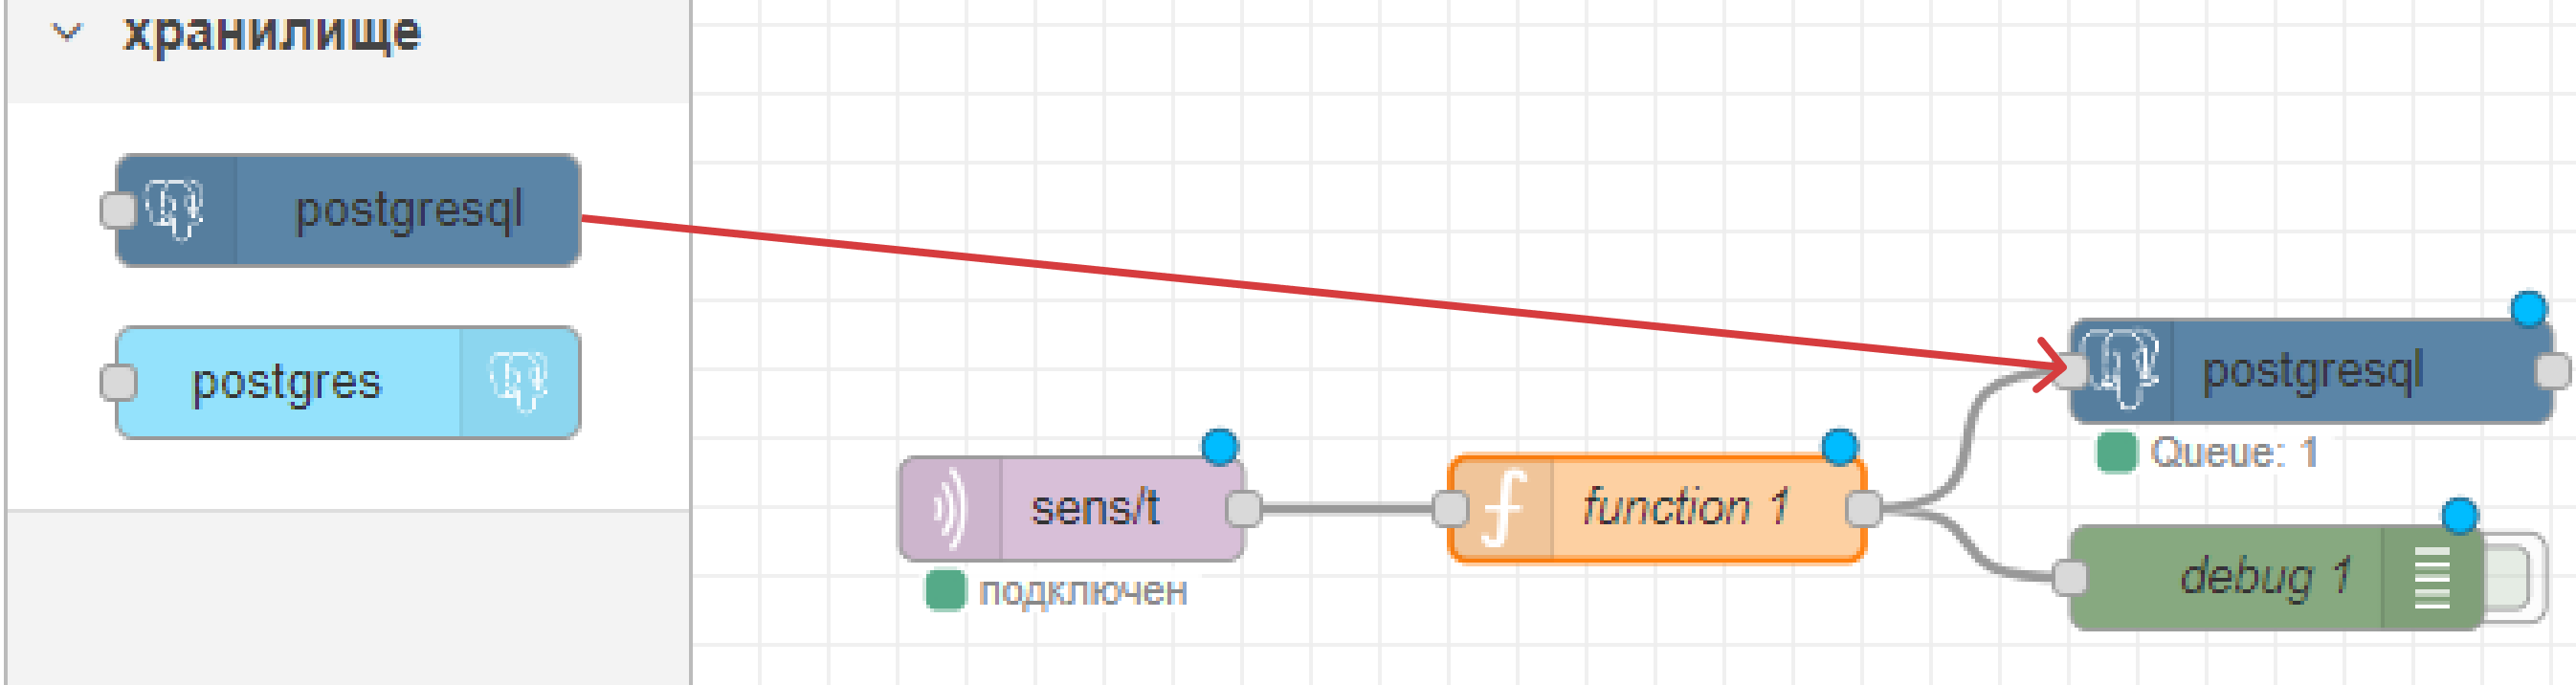 хранилище
postgresql
postgres
sens/t
подключен
function 1
postgresql
Queue: 1
debug 1